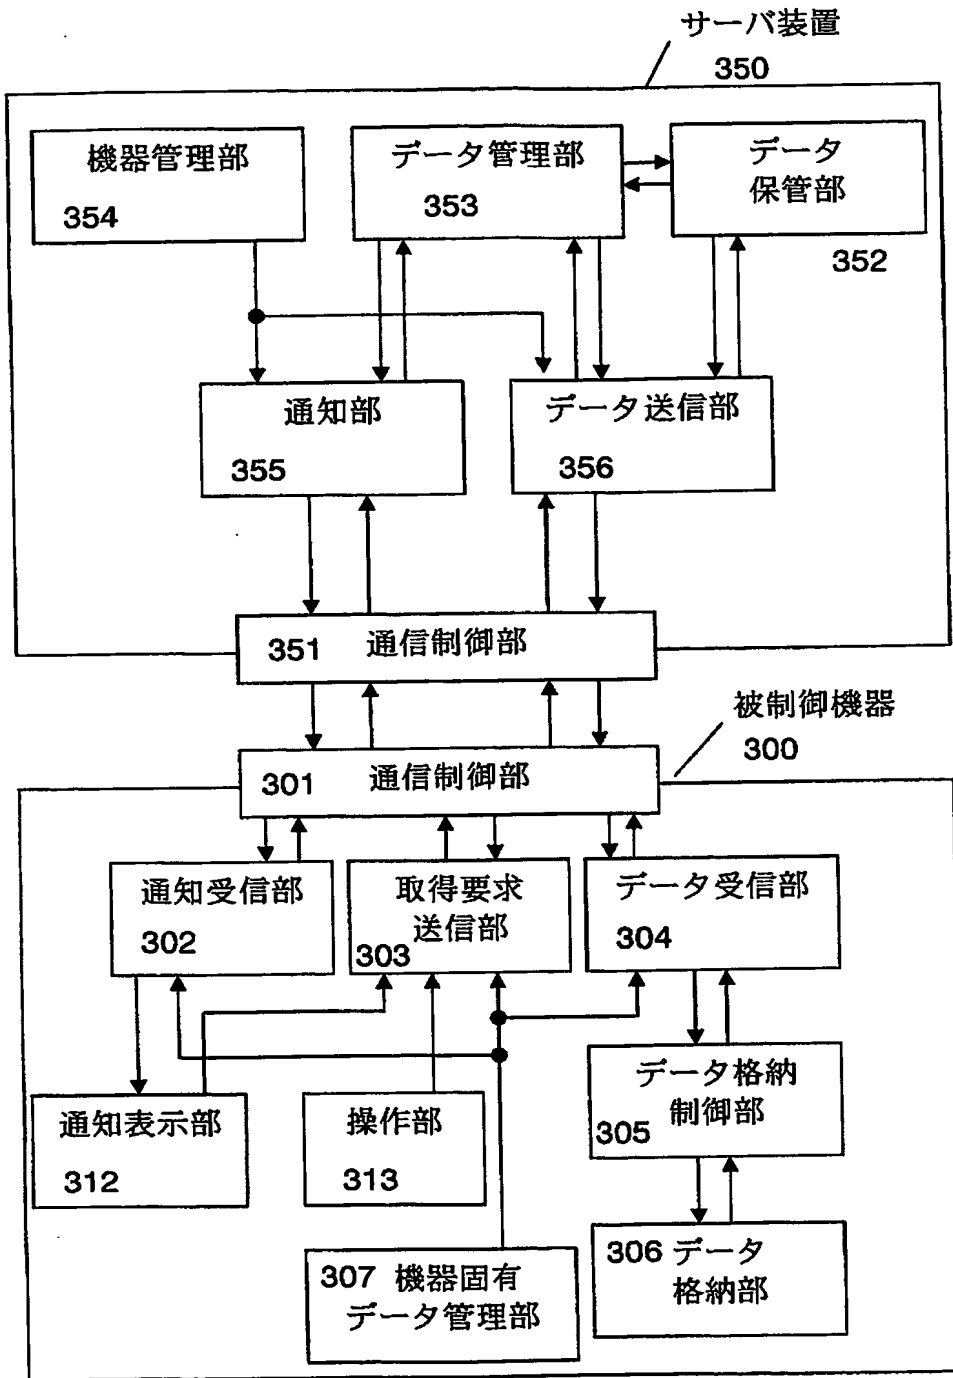 サーバ装置
350
機器管理部
354
データ管理部
353
データ
保管部
352
通知部
355
データ送信部
356
351 通信制御部
被制御機器
300
301 通信制御部
通知受信部
302
取得要求
送信部
303
データ受信部
304
データ格納
制御部
305
通知表示部
312
操作部
313
307 機器固有
データ管理部
306 データ
格納部